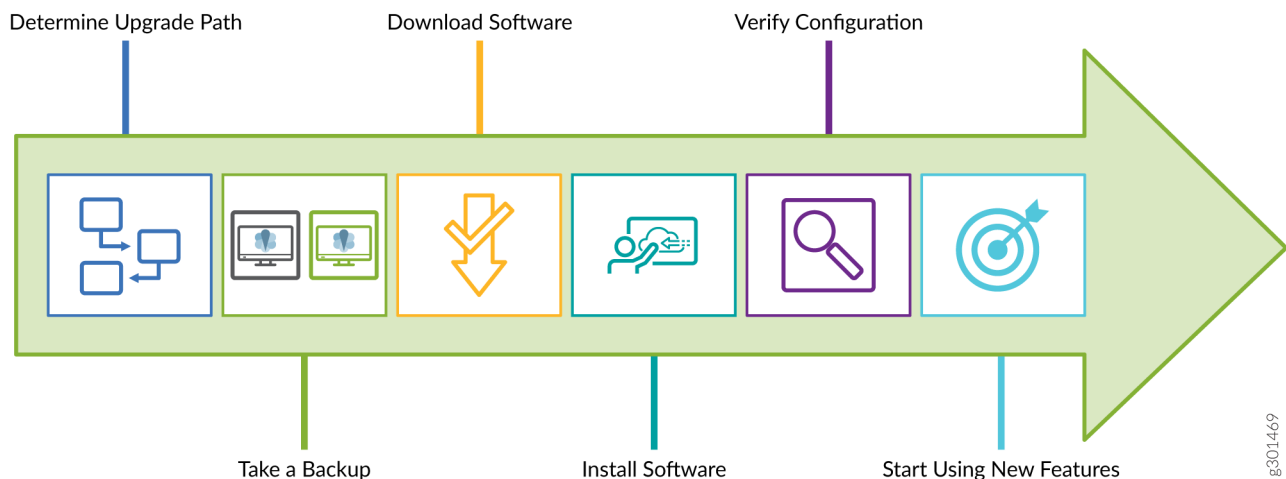 Determine Upgrade Path
Download Software
Verify Configuration
Take a Backup
Install Software
Start Using New Features
g301469